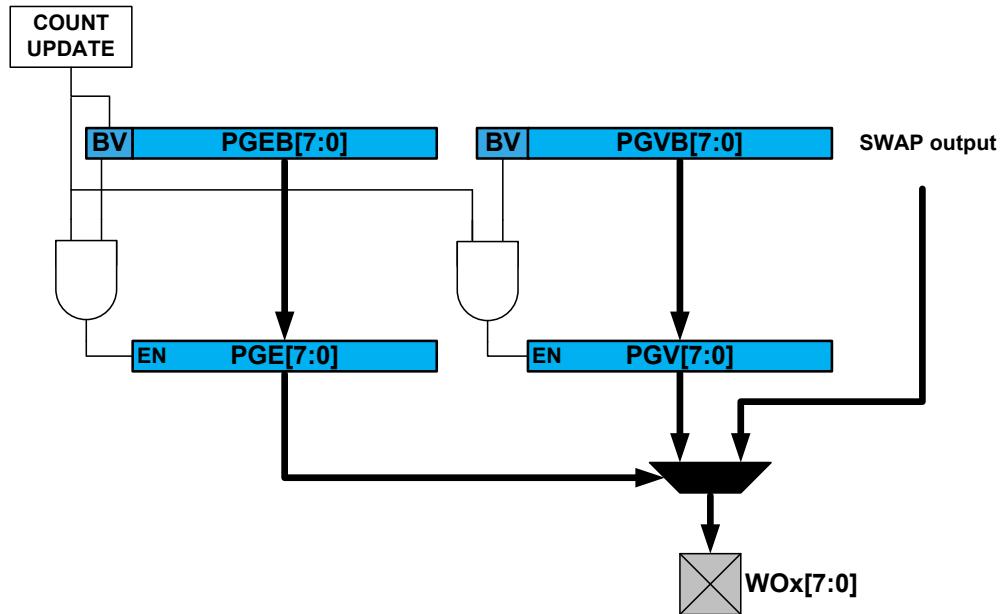 COUNT
UPDATE
BV PGEB[7:0] BV PGVB[7:0] SWAP output
EN PGE[7:0] EN PGV[7:0]
WOx[7:0]